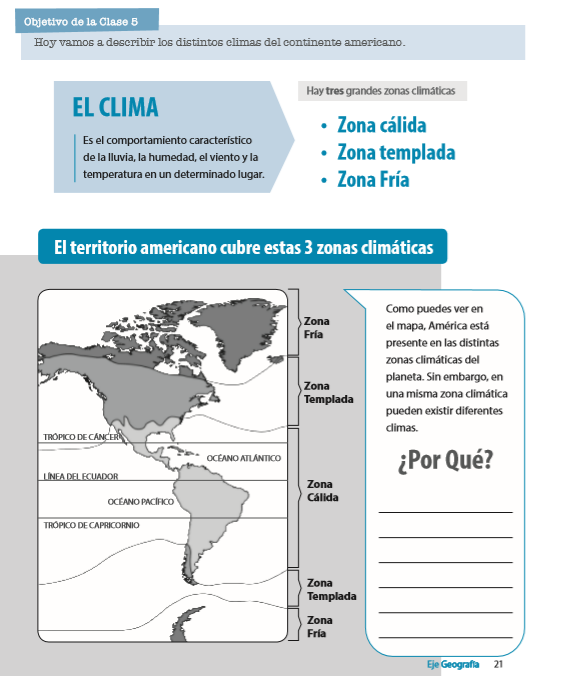 Objetivo de la Clase 5
Hoy vamos a describir los distintos climas del continente americano.
EL CLIMA
Es el comportamiento característico
de la lluvia, la humedad, el viento y la
temperatura en un determinado lugar.
Hay tres grandes zonas climáticas
• Zona cálida
• Zona templada
• Zona Fría
El territorio americano cubre estas 3 zonas climáticas
Zona
Fría
Zona
Templada
TRÓPICO DE CÁNCER
OCÉANO ATLÁNTICO
LÍNEA DEL ECUADOR
OCÉANO PACÍFICO
TRÓPICO DE CAPRICORNIO
Zona
Cálida
Zona
Templada
Zona
Fría
Como puedes ver en
el mapa, América está
presente en las distintas
zonas climáticas del
planeta. Sin embargo, en
una misma zona climática
pueden existir diferentes
climas.
¿Por Qué?
Eje Geografía 21